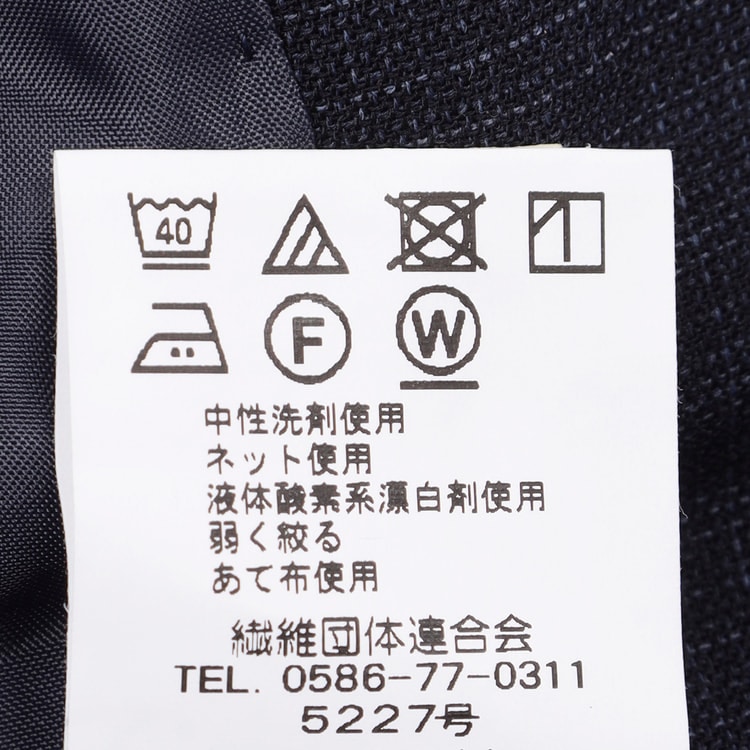 40
F W
中性洗剤使用
ネット使用
液体酸素系漂白剤使用
弱く絞る
あて布使用
繊維団体連合会
TEL. 0586-77-0311
5227号